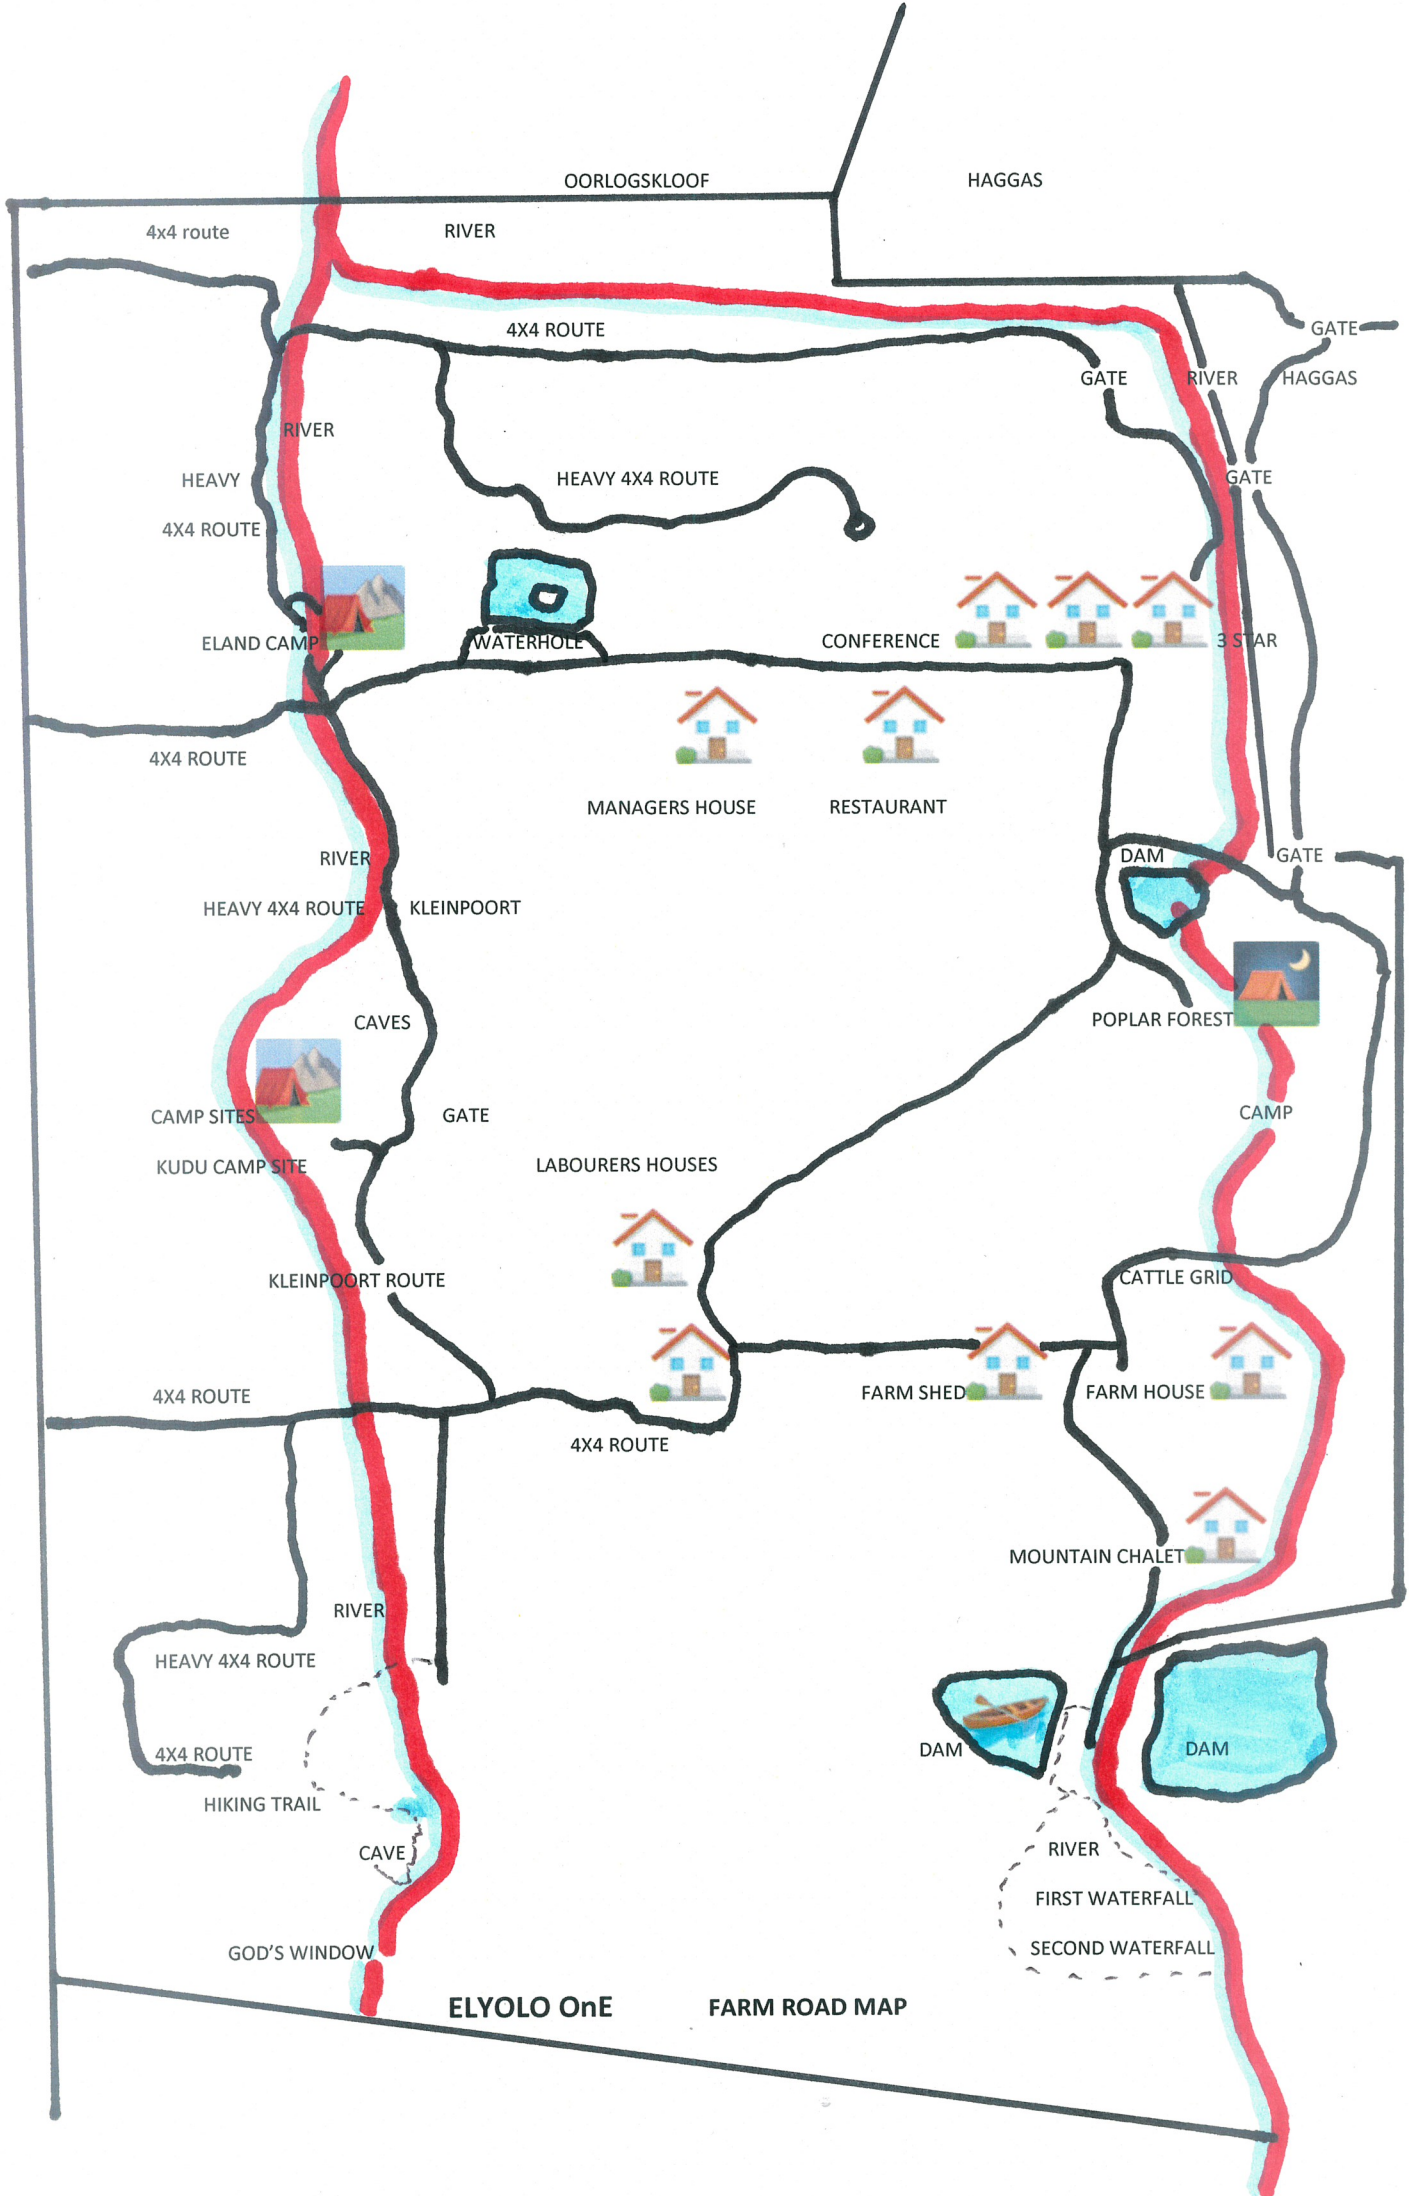 OORLOGSKLOOF
HAGGAS
4x4 route
RIVER
4X4 ROUTE
GATE
GATE
RIVER
HAGGAS
RIVER
HEAVY
HEAVY 4X4 ROUTE
GATE
4X4 ROUTE
ELAND CAMP
WATERHOLE
CONFERENCE
3 STAR
4X4 ROUTE
MANAGERS HOUSE
RESTAURANT
RIVER
DAM
GATE
HEAVY 4X4 ROUTE
KLEINPOORT
CAVES
POPLAR FOREST
CAMP SITES
GATE
CAMP
KUDU CAMP SITE
LABOURERS HOUSES
KLEINPOORT ROUTE
CATTLE GRID
4X4 ROUTE
FARM SHED
FARM HOUSE
4X4 ROUTE
MOUNTAIN CHALET
RIVER
HEAVY 4X4 ROUTE
4X4 ROUTE
DAM
DAM
HIKING TRAIL
CAVE
RIVER
FIRST WATERFALL
GOD'S WINDOW
SECOND WATERFALL
ELYOLO OnE
FARM ROAD MAP